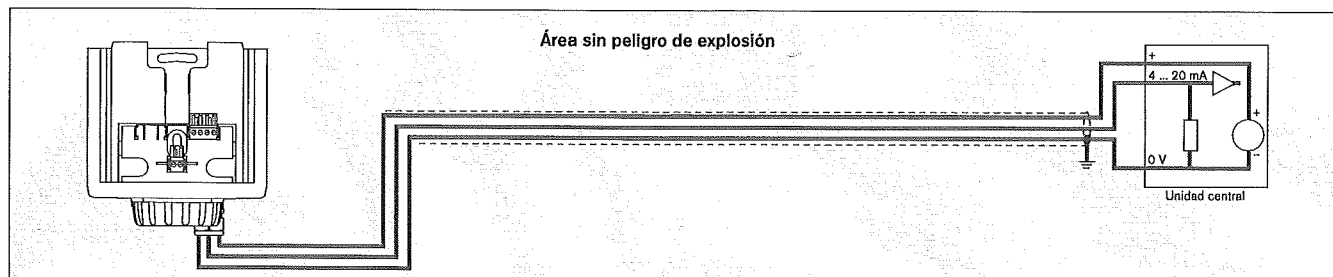 Área sin peligro de explosión
+
4 ... 20 mA
+
−
0 V
Unidad central